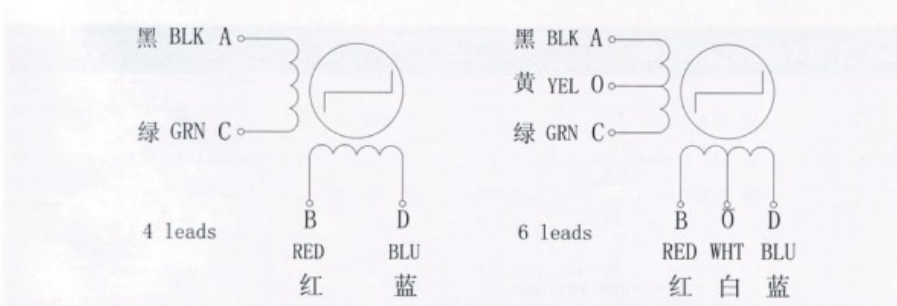 黑 BLK A
绿 GRN C
B D
RED BLU
红 蓝
4 leads
黑 BLK A
黄 YEL O
绿 GRN C
B O D
RED WHT BLU
红 白 蓝
6 leads